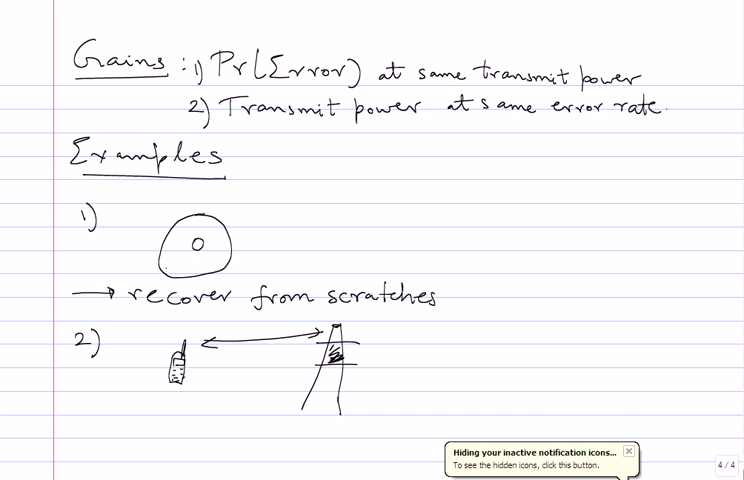 Gains : 1) Pr(Error) at same transmit power
2) Transmit power at same error rate.
Examples
1)
→ recover from scratches
2)
Hiding your inactive notification icons...
To see the hidden icons, click this button.
4 / 4